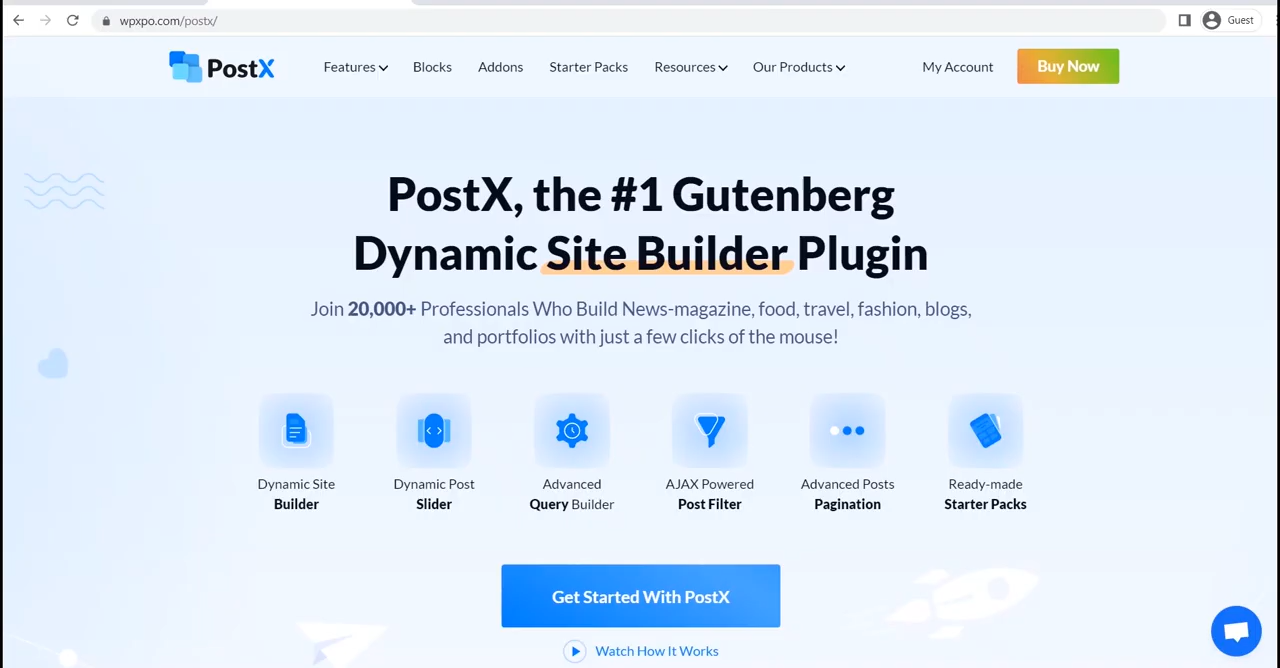 wpxpo.com/postx/
Guest
PostX
Features
Blocks
Addons
Starter Packs
Resources
Our Products
My Account
Buy Now
PostX, the #1 Gutenberg
Dynamic Site Builder Plugin
Join 20,000+ Professionals Who Build News-magazine, food, travel, fashion, blogs,
and portfolios with just a few clicks of the mouse!
Dynamic Site
Builder
Dynamic Post
Slider
Advanced
Query Builder
AJAX Powered
Post Filter
Advanced Posts
Pagination
Ready-made
Starter Packs
Get Started With PostX
Watch How It Works